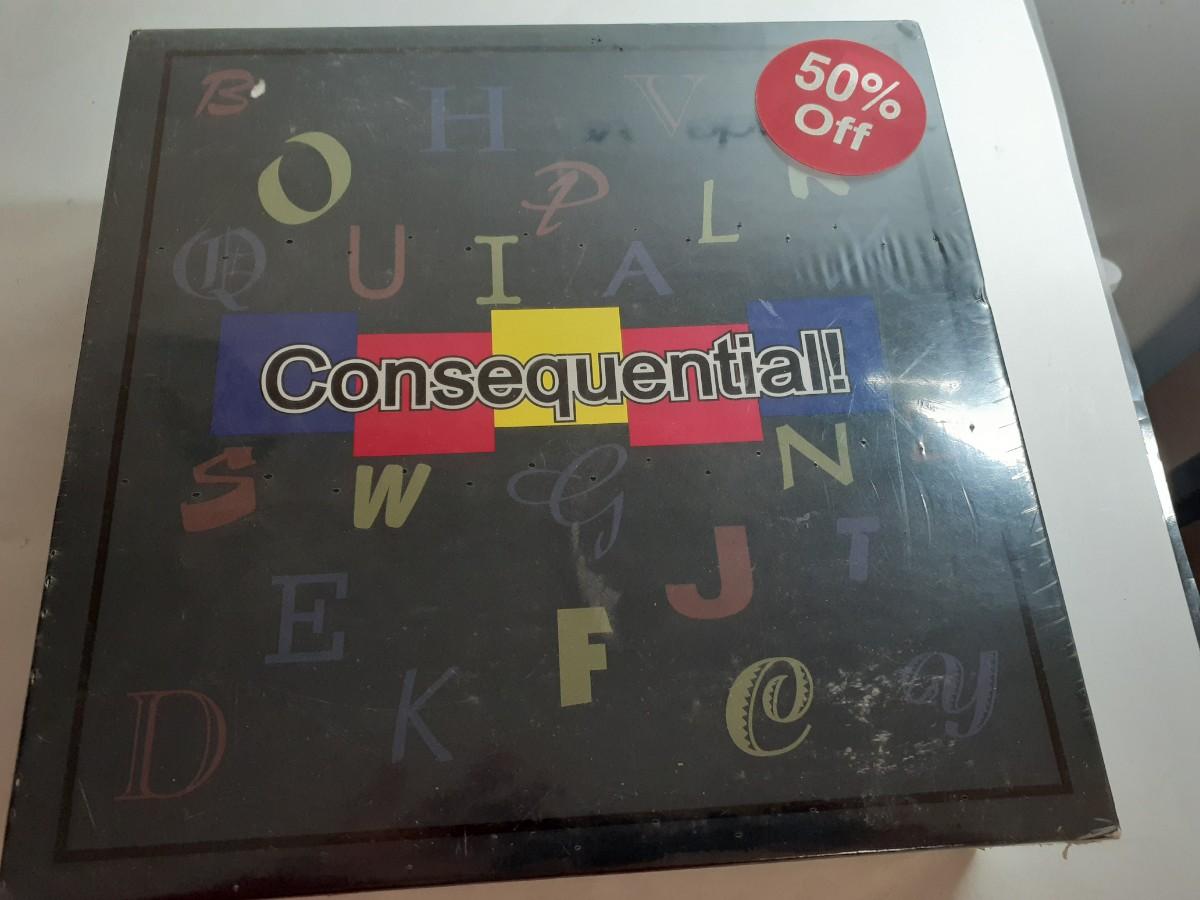 50%
Off
B H V
O P L
Q U I A
Consequential!
S W G N
E J T
F
D K C Y